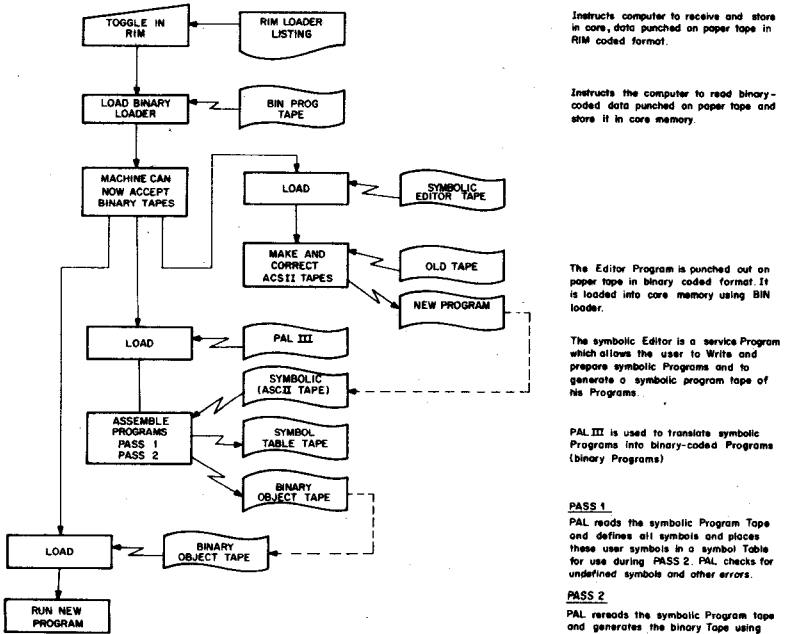 TOGGLE IN
RIM
RIM LOADER
LISTING
LOAD BINARY
LOADER
BIN PROG
TAPE
MACHINE CAN
NOW ACCEPT
BINARY TAPES
LOAD
SYMBOLIC
EDITOR TAPE
MAKE AND
CORRECT
ACSII TAPES
OLD TAPE
NEW PROGRAM
LOAD
PAL III
SYMBOLIC
(ASCII TAPE)
ASSEMBLE
PROGRAMS
PASS 1
PASS 2
SYMBOL
TABLE TAPE
BINARY
OBJECT TAPE
LOAD
BINARY
OBJECT TAPE
RUN NEW
PROGRAM
Instructs computer to receive and store
in core, data punched on paper tape in
RIM coded format.
Instructs the computer to read binary-
coded data punched on paper tape and
store it in core memory.
The Editor Program is punched out on
paper tape in binary coded format. It
is loaded into core memory using BIN
loader.
The symbolic Editor is a service Program
which allows the user to Write and
prepare symbolic Programs and to
generate a symbolic program tape of
his Programs.
PAL III is used to translate symbolic
Programs into binary-coded Programs
(binary Programs)
PASS 1
PAL reads the symbolic Program Tape
and defines all symbols and places
these user symbols in a symbol Table
for use during PASS 2. PAL checks for
undefined symbols and other errors.
PASS 2
PAL rereads the symbolic Program tape
and generates the binary Tape using